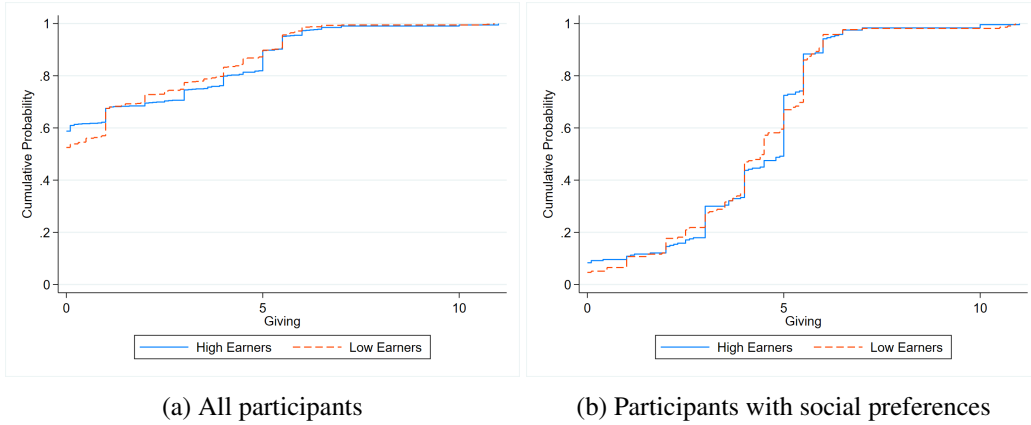 1
.8
.6
.4
.2
0
Cumulative Probability
0 5 10
Giving
High Earners Low Earners
(a) All participants
1
.8
.6
.4
.2
0
Cumulative Probability
0 5 10
Giving
High Earners Low Earners
(b) Participants with social preferences